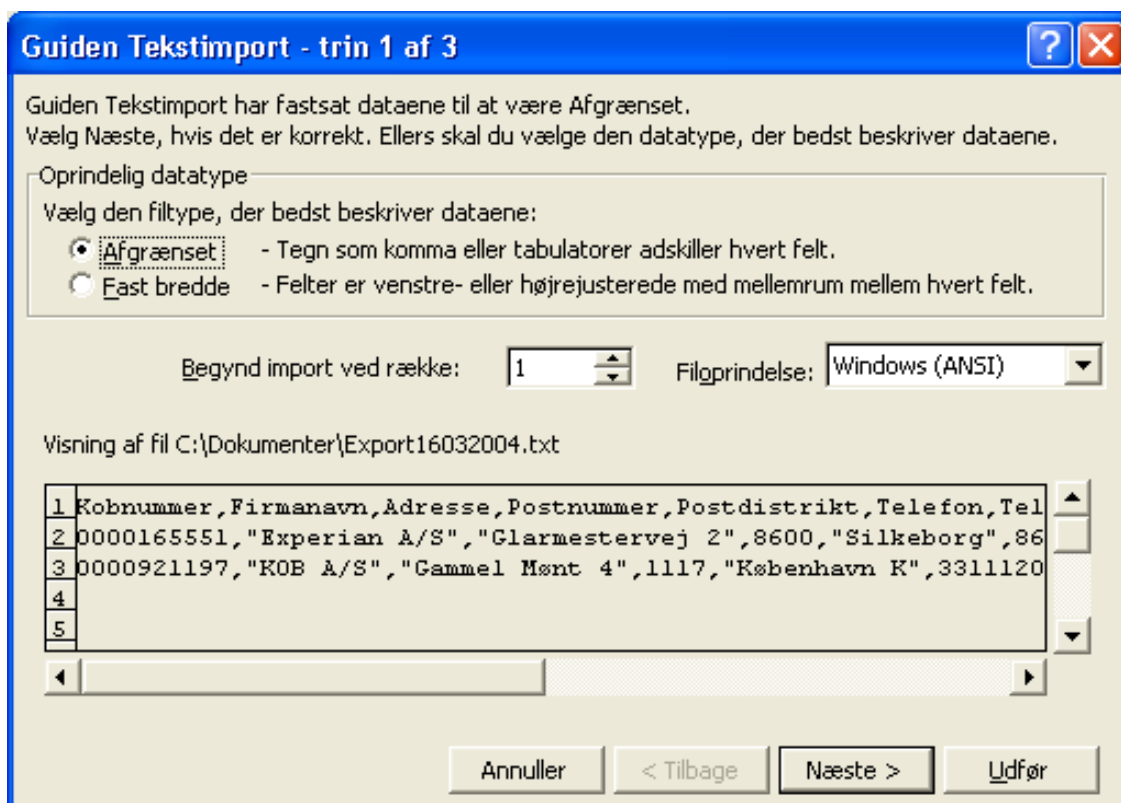 Guiden Tekstimport - trin 1 af 3
Guiden Tekstimport har fastsat dataene til at være Afgrænset.
Vælg Næste, hvis det er korrekt. Ellers skal du vælge den datatype, der bedst beskriver dataene.
Oprindelig datatype
Vælg den filtype, der bedst beskriver dataene:
Afgrænset - Tegn som komma eller tabulatorer adskiller hvert felt.
Fast bredde - Felter er venstre- eller højrejusterede med mellemrum mellem hvert felt.
Begynd import ved række: 1 Filoprindelse: Windows (ANSI)
Visning af fil C:\Dokumenter\Export16032004.txt
1 Kobnummer,Firmanavn,Adresse,Postnummer,Postdistrikt,Telefon,Tel
2 0000165551,"Experian A/S","Glarmestervej 2",8600,"Silkeborg",86
3 0000921197,"KOB A/S","Gammel Mønt 4",1117,"København K",3311120
4
5
Annuller < Tilbage Næste > Udfør